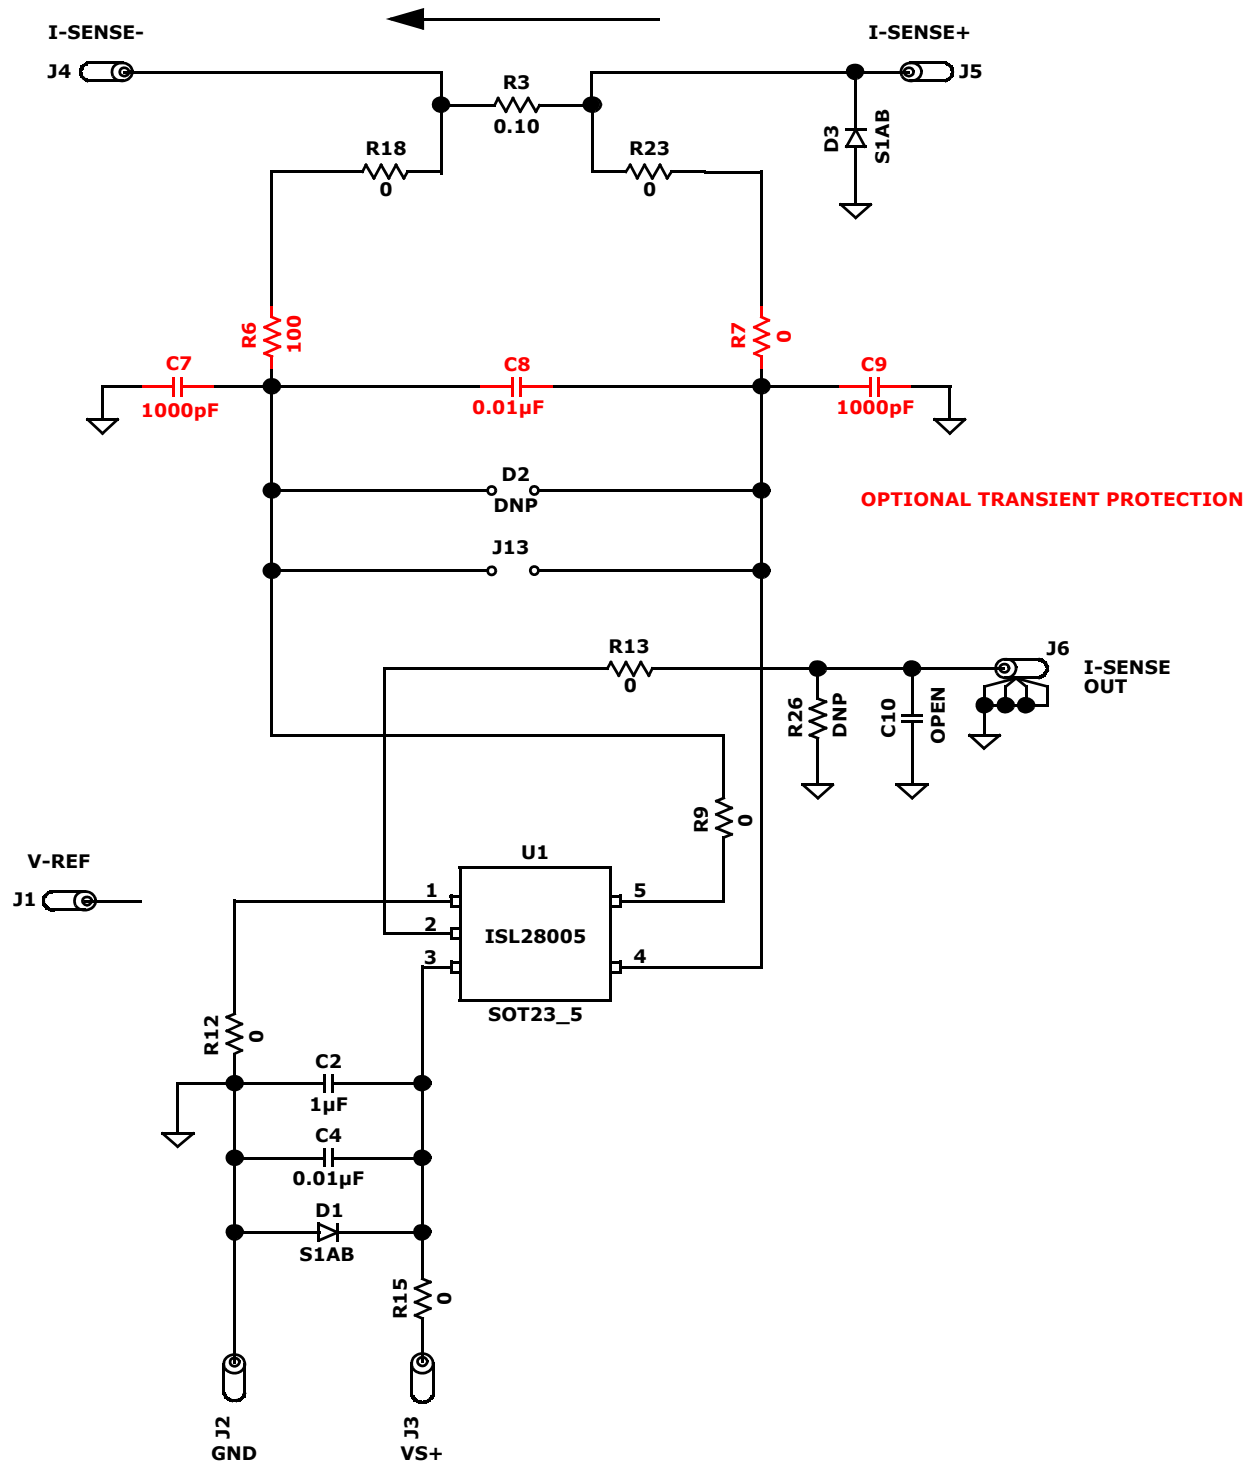 I-SENSE-
I-SENSE+
J4
J5
R3
0.10
D3
S1AB
R18
0
R23
0
R6
100
R7
0
C7
1000pF
C8
0.01µF
C9
1000pF
D2
DNP
OPTIONAL TRANSIENT PROTECTION
J13
R13
0
J6
I-SENSE
OUT
R26
DNP
C10
OPEN
R9
0
V-REF
J1
U1
1
2
3
5
4
ISL28005
SOT23_5
R12
0
C2
1µF
C4
0.01µF
D1
S1AB
R15
0
J2
GND
J3
VS+